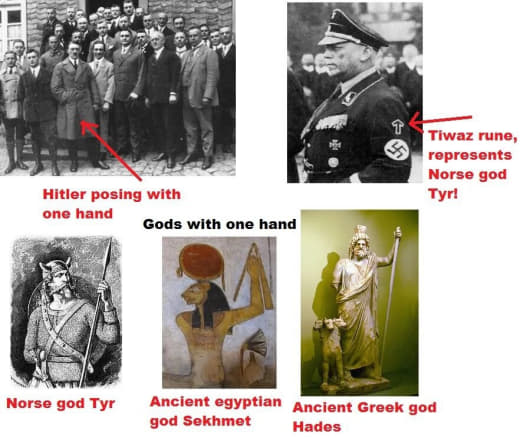 Hitler posing with
one hand
Tiwaz rune,
represents
Norse god
Tyr!
Gods with one hand
Norse god Tyr
Ancient egyptian
god Sekhmet
Ancient Greek god
Hades